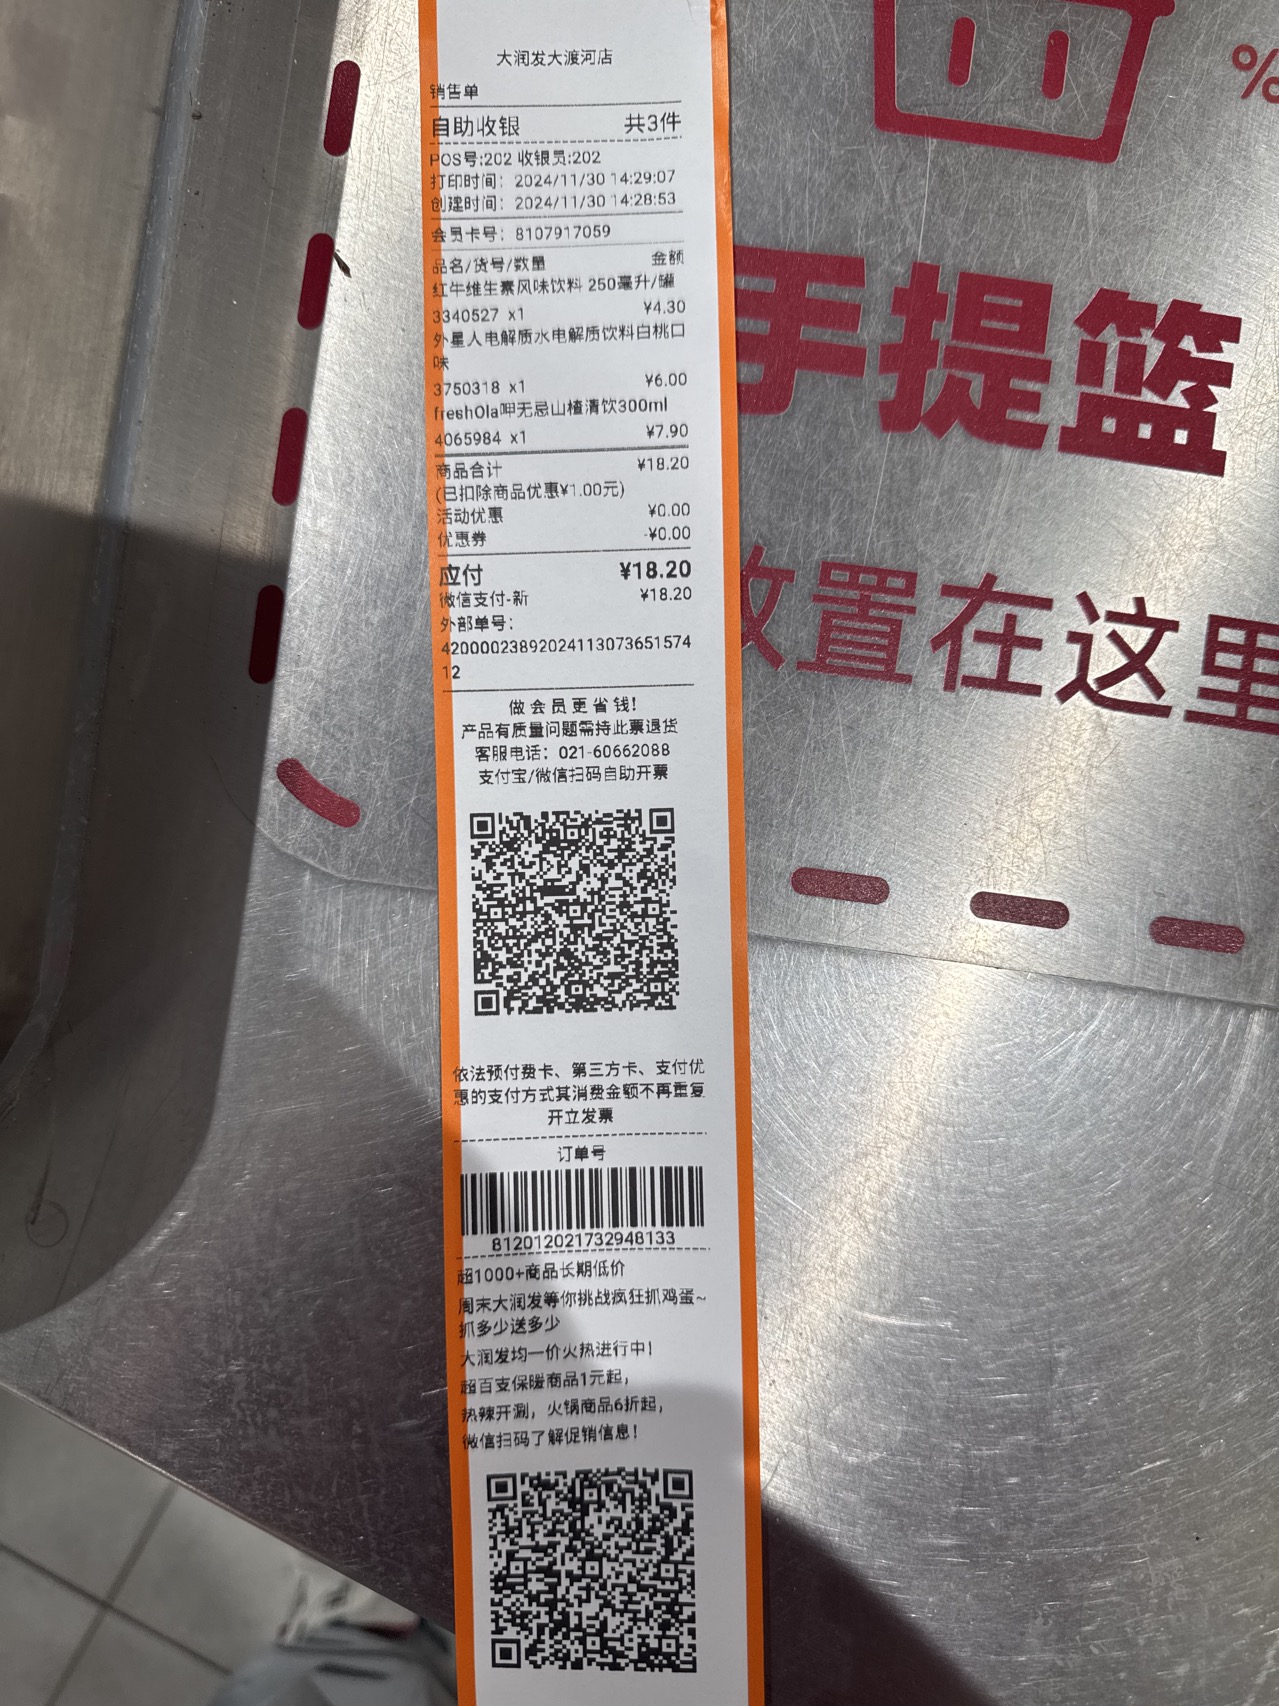 大润发大渡河店
销售单
自助收银 共3件
POS号:202 收银员:202
打印时间: 2024/11/30 14:29:07
创建时间: 2024/11/30 14:28:53
会员卡号: 8107917059
品名/货号/数量 金额
红牛维生素风味饮料 250毫升/罐
3340527 x1 ¥4.30
外星人电解质水电解质饮料白桃口
味
3750318 x1 ¥6.00
freshOla呷无忌山楂清饮300ml
4065984 x1 ¥7.90
商品合计 ¥18.20
(已扣除商品优惠¥1.00元)
活动优惠 ¥0.00
优惠券 -¥0.00
应付 ¥18.20
微信支付-新 ¥18.20
外部单号:
42000023892024113073651574
12
做会员更省钱!
产品有质量问题需持此票退货
客服电话: 021-60662088
支付宝/微信扫码自助开票
依法预付费卡、第三方卡、支付优
惠的支付方式其消费金额不再重复
开立发票
订单号
812012021732948133
超1000+商品长期低价
周末大润发等你挑战疯狂抓鸡蛋~
抓多少送多少
大润发均一价火热进行中!
超百支保暖商品1元起,
热辣开涮, 火锅商品6折起,
微信扫码了解促销信息!
%
手提篮
放置在这里